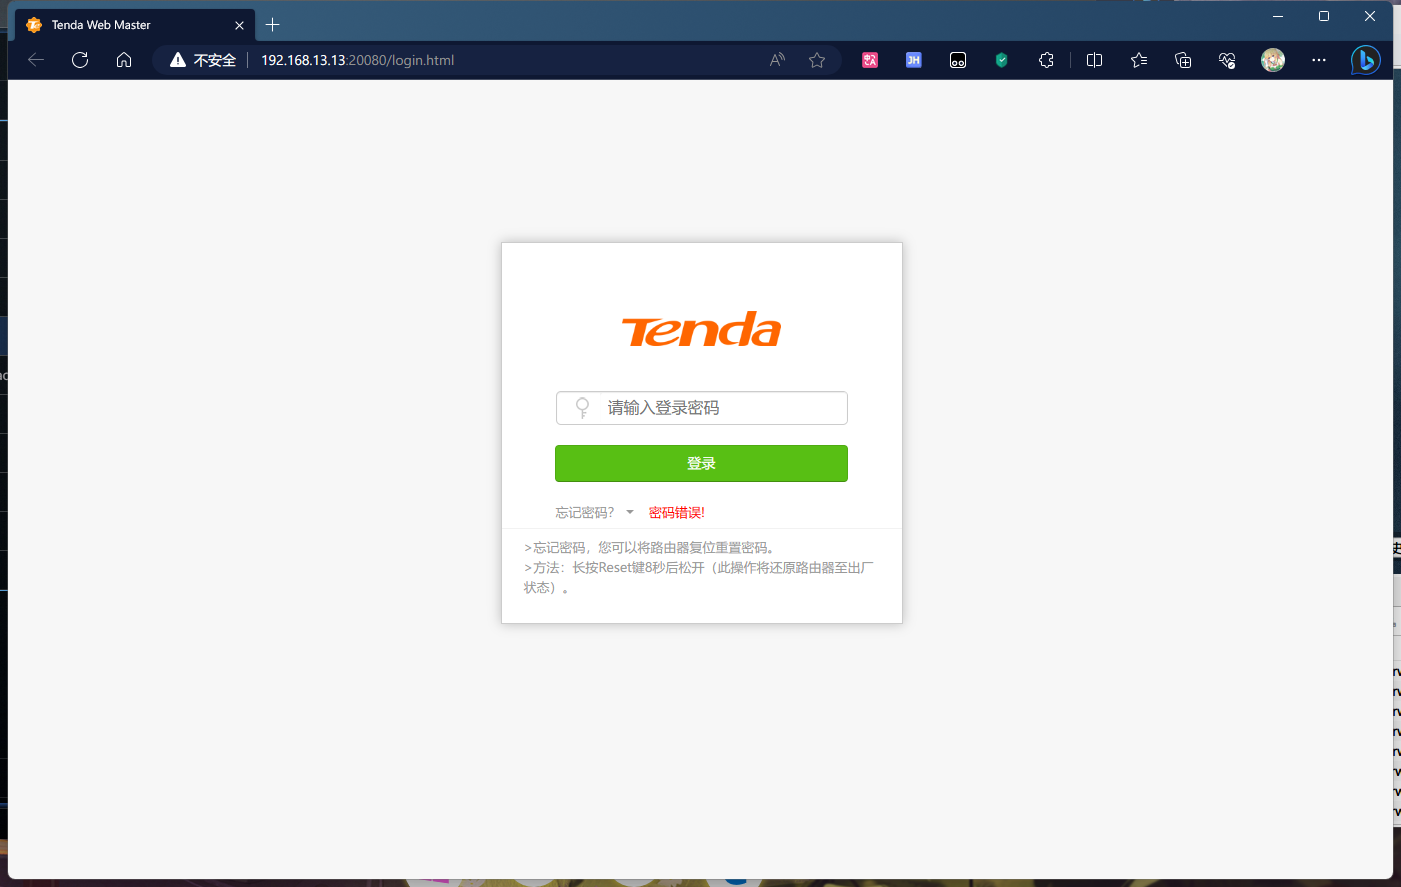 Tenda Web Master
不安全 192.168.13.13:20080/login.html
JH
Tenda
请输入登录密码
登录
忘记密码? 密码错误!
>忘记密码，您可以将路由器复位重置密码。
>方法：长按Reset键8秒后松开（此操作将还原路由器至出厂
状态）。